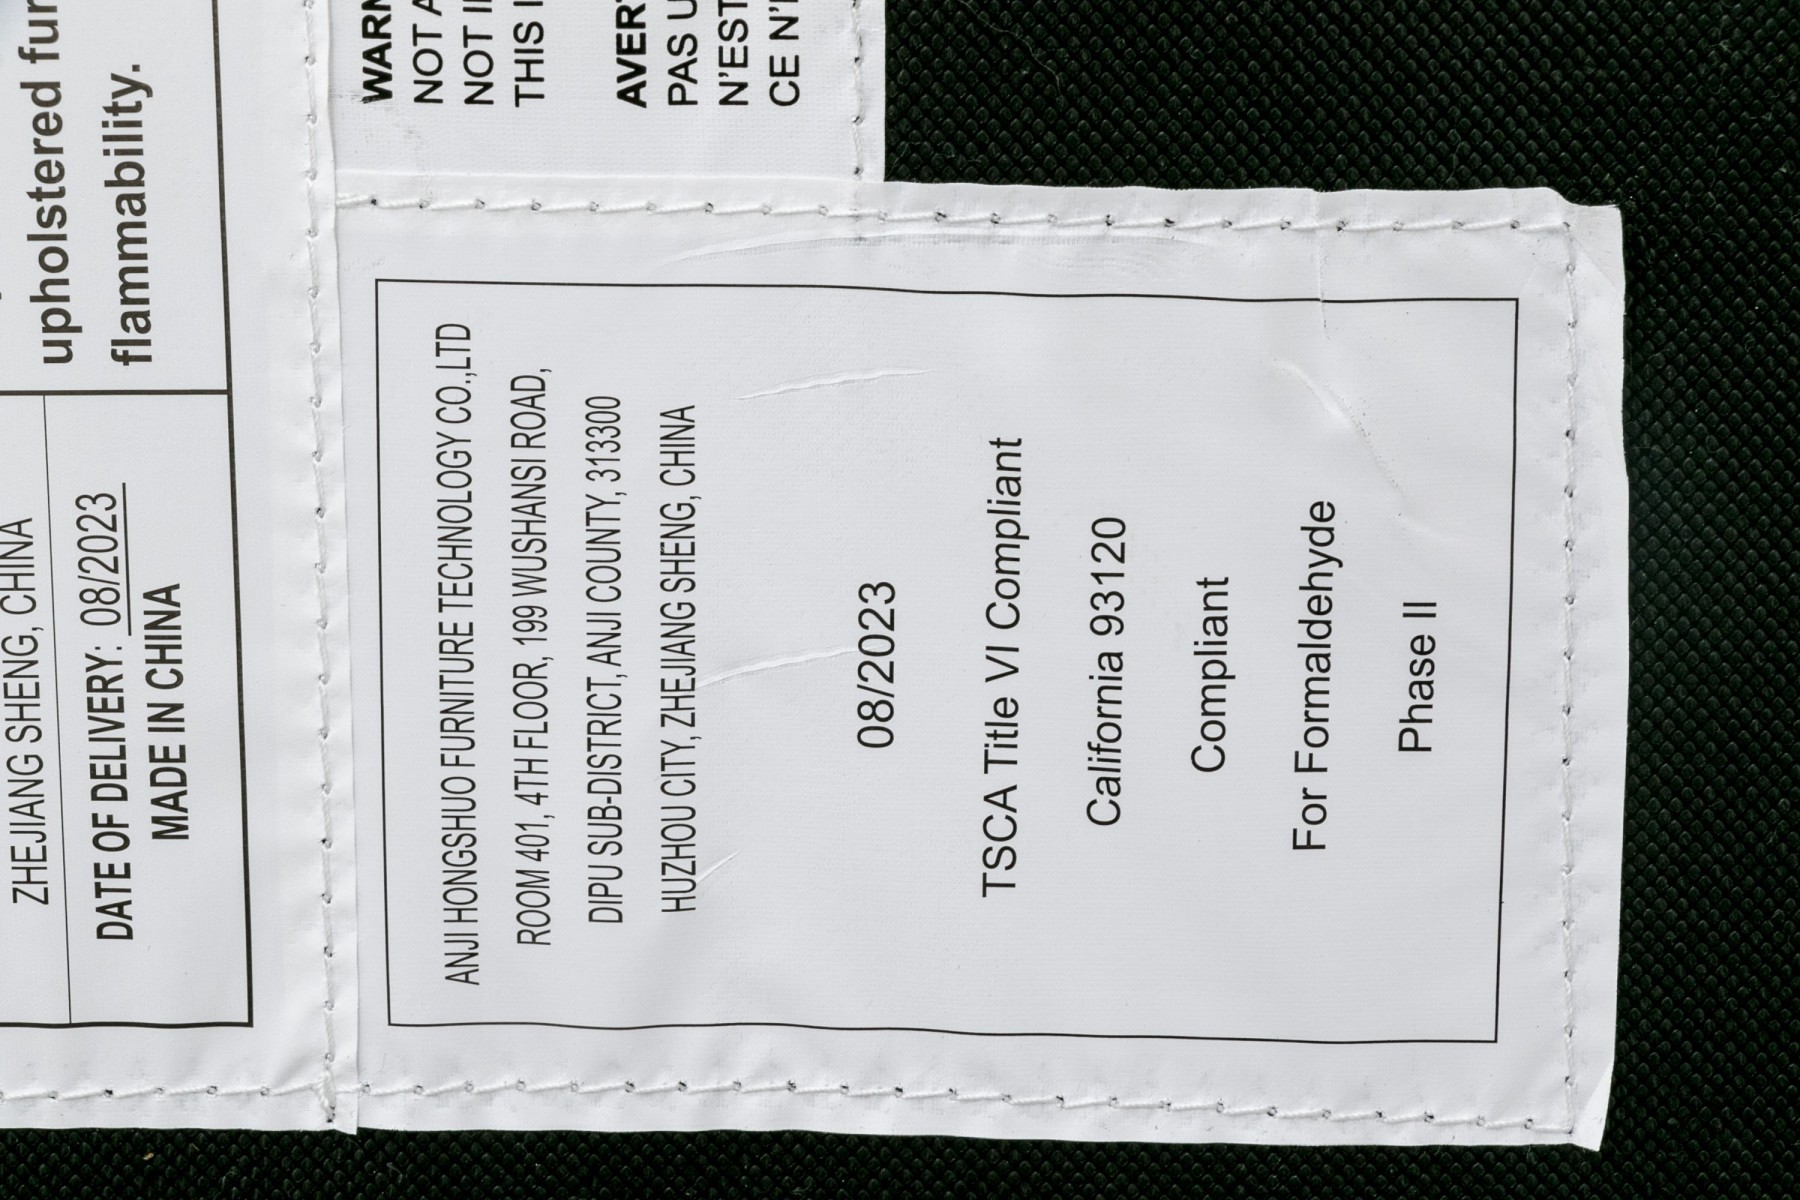 upholstered fur
flammability.
ZHEJIANG SHENG, CHINA
DATE OF DELIVERY: 08/2023
MADE IN CHINA
WARN
NOT A
NOT I
THIS I
AVER
PAS U
N'EST
CE N'
ANJI HONGSHUO FURNITURE TECHNOLOGY CO.,LTD
ROOM 401, 4TH FLOOR, 199 WUSHANSI ROAD,
DIPU SUB-DISTRICT, ANJI COUNTY, 313300
HUZHOU CITY, ZHEJIANG SHENG, CHINA
08/2023
TSCA Title VI Compliant
California 93120
Compliant
For Formaldehyde
Phase II